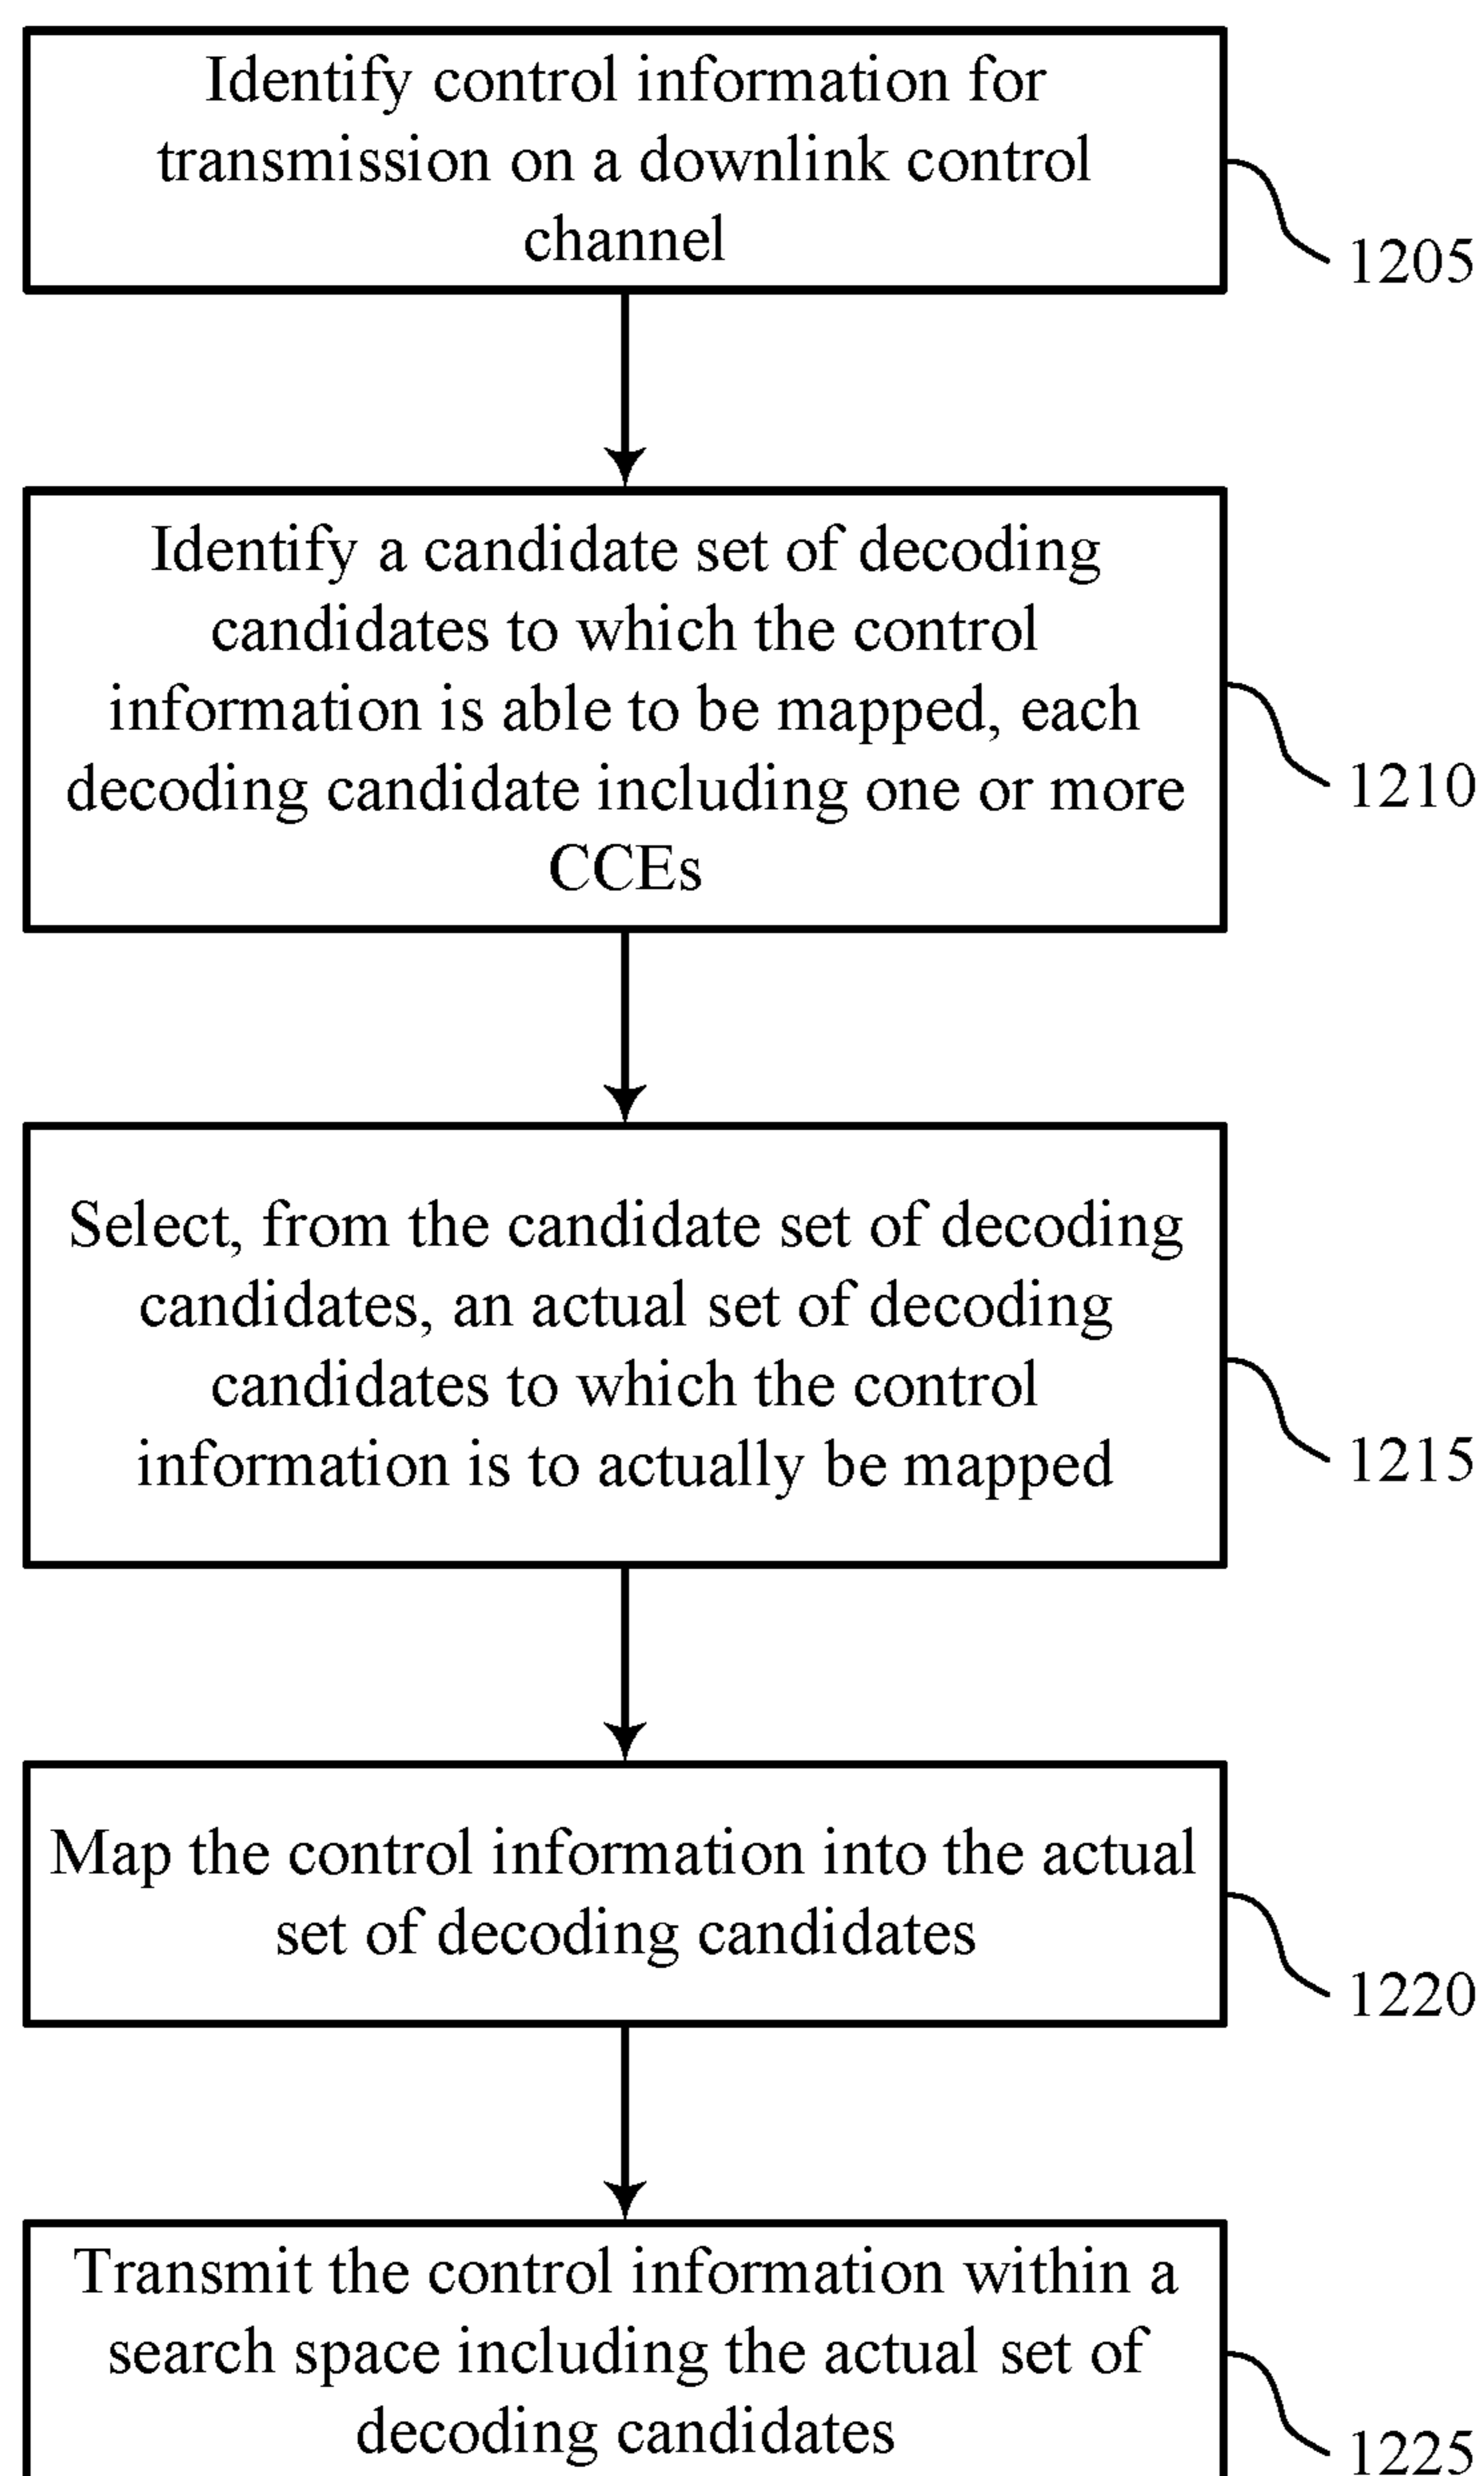 Identify control information for
transmission on a downlink control
channel
1205
Identify a candidate set of decoding
candidates to which the control
information is able to be mapped, each
decoding candidate including one or more
CCEs
1210
Select, from the candidate set of decoding
candidates, an actual set of decoding
candidates to which the control
information is to actually be mapped
1215
Map the control information into the actual
set of decoding candidates
1220
Transmit the control information within a
search space including the actual set of
decoding candidates
1225